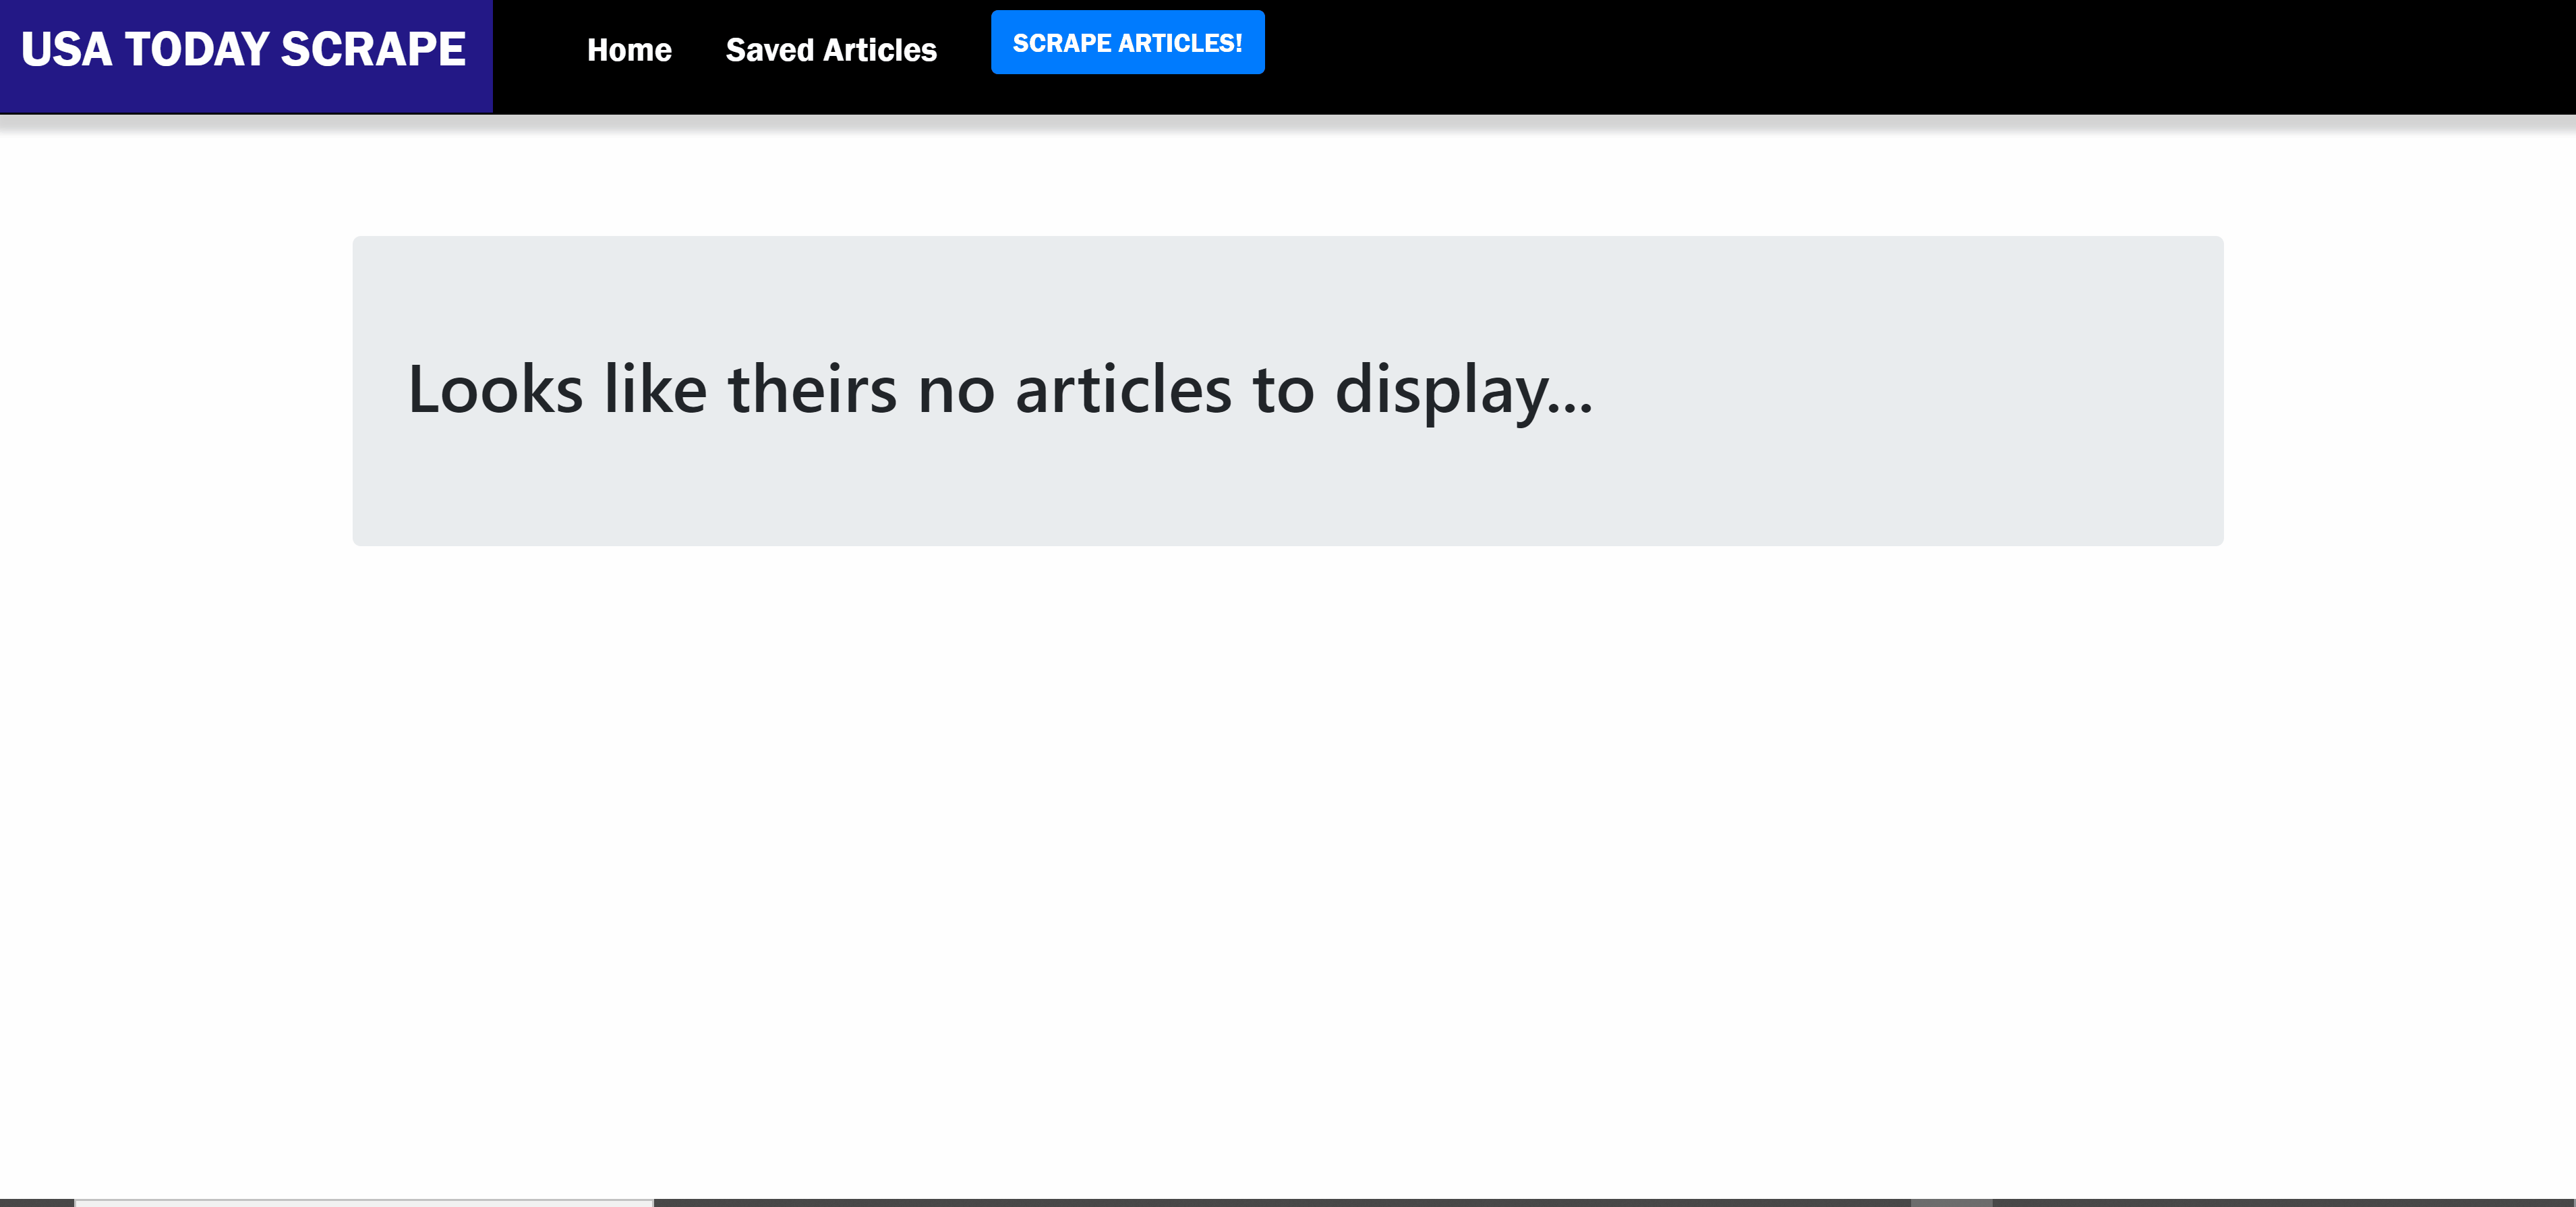 USA TODAY SCRAPE
Home
Saved Articles
SCRAPE ARTICLES!
Looks like theirs no articles to display...